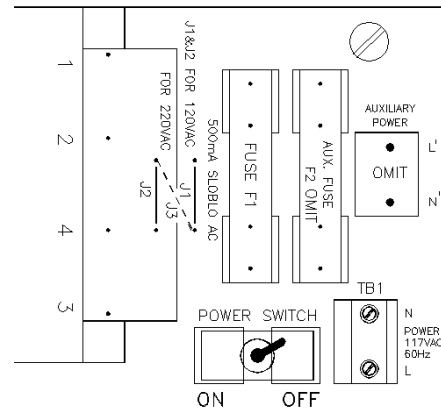 1
2
4
3
J1&J2 FOR 120VAC
FOR 220VAC
J2
J3
J1
500mA SLOBLO AC
FUSE F1
AUX. FUSE
F2 OMIT
AUXILIARY
POWER
L'
OMIT
N'
TB1
N
POWER
117VAC
60Hz
L
POWER SWITCH
ON
OFF